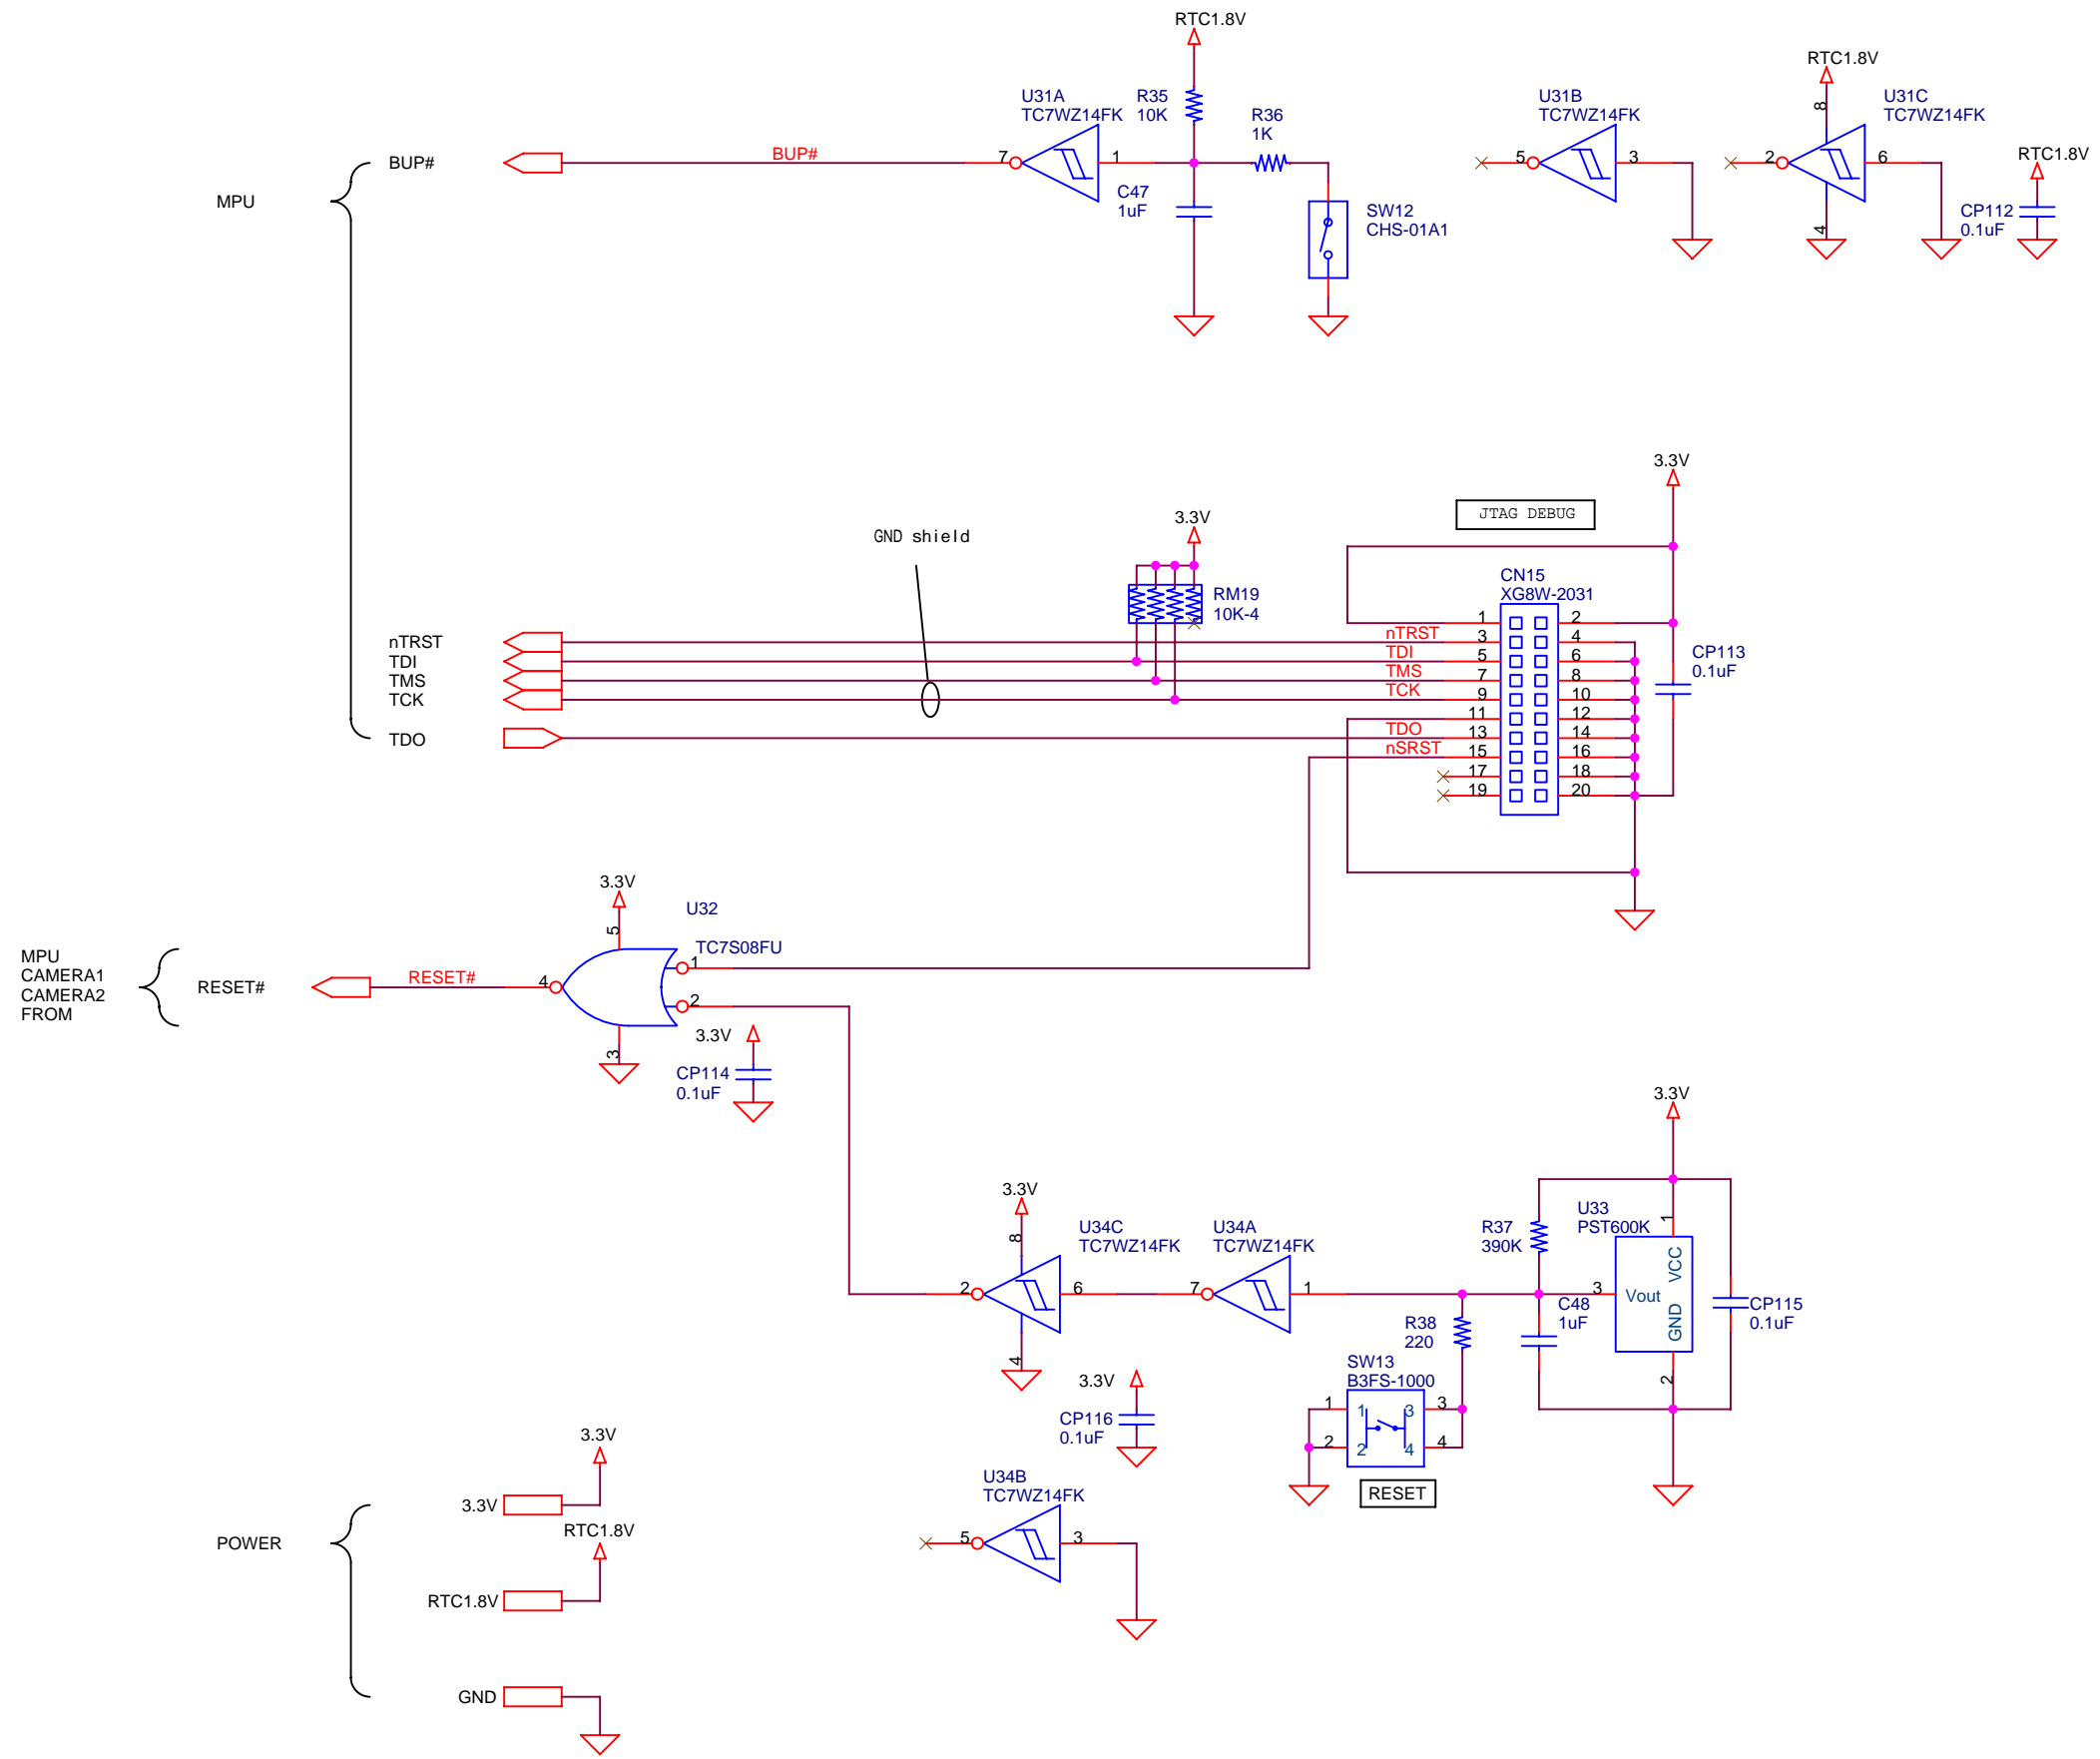 RTC1.8V
RTC1.8V
U31A
TC7WZ14FK
R35
10K
R36
1K
U31B
TC7WZ14FK
8
U31C
TC7WZ14FK
MPU
BUP#
BUP#
7
1
5
3
2
6
RTC1.8V
C47
1uF
SW12
CHS-01A1
4
CP112
0.1uF
3.3V
JTAG DEBUG
GND shield
3.3V
CN15
XG8W-2031
RM19
10K-4
nTRST
TDI
TMS
TCK
TDO
nTRST
TDI
TMS
TCK
TDO
nSRST
1
2
3
4
5
6
7
8
9
10
11
12
13
14
15
16
17
18
19
20
CP113
0.1uF
3.3V
U32
5
TC7S08FU
MPU
CAMERA1
CAMERA2
FROM
RESET#
RESET#
4
1
2
3
3.3V
CP114
0.1uF
3.3V
3.3V
8
U34C
TC7WZ14FK
U34A
TC7WZ14FK
R37
390K
U33
PST600K
1
2
6
7
1
3
Vout
VCC
GND
2
4
C48
1uF
CP115
0.1uF
R38
220
3.3V
CP116
0.1uF
SW13
B3FS-1000
1
1
3
3
2
2
4
4
RESET
U34B
TC7WZ14FK
5
3
POWER
3.3V
3.3V
RTC1.8V
RTC1.8V
GND